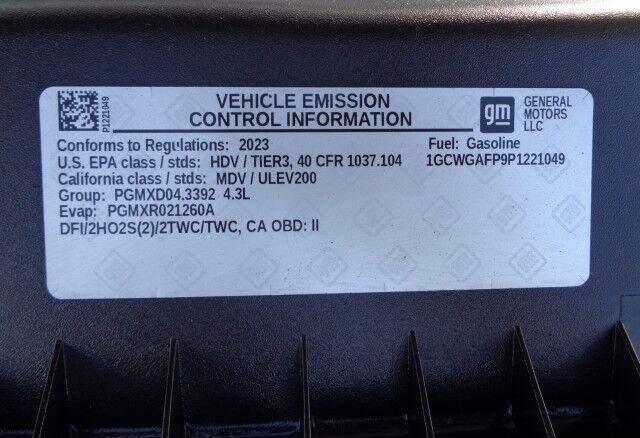 P1221049
VEHICLE EMISSION
CONTROL INFORMATION
gm
GENERAL
MOTORS
LLC
Conforms to Regulations: 2023
Fuel: Gasoline
U.S. EPA class / stds: HDV / TIER3, 40 CFR 1037.104
1GCWGAFP9P1221049
California class / stds: MDV / ULEV200
Group: PGMXD04.3392 4.3L
Evap: PGMXR021260A
DFI/2HO2S(2)/2TWC/TWC, CA OBD: II